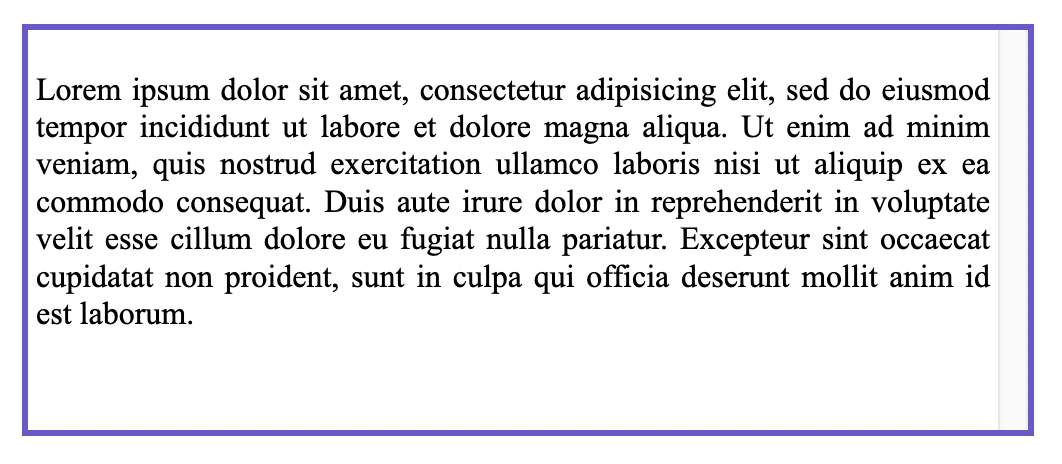 Lorem ipsum dolor sit amet, consectetur adipisicing elit, sed do eiusmod
tempor incididunt ut labore et dolore magna aliqua. Ut enim ad minim
veniam, quis nostrud exercitation ullamco laboris nisi ut aliquip ex ea
commodo consequat. Duis aute irure dolor in reprehenderit in voluptate
velit esse cillum dolore eu fugiat nulla pariatur. Excepteur sint occaecat
cupidatat non proident, sunt in culpa qui officia deserunt mollit anim id
est laborum.